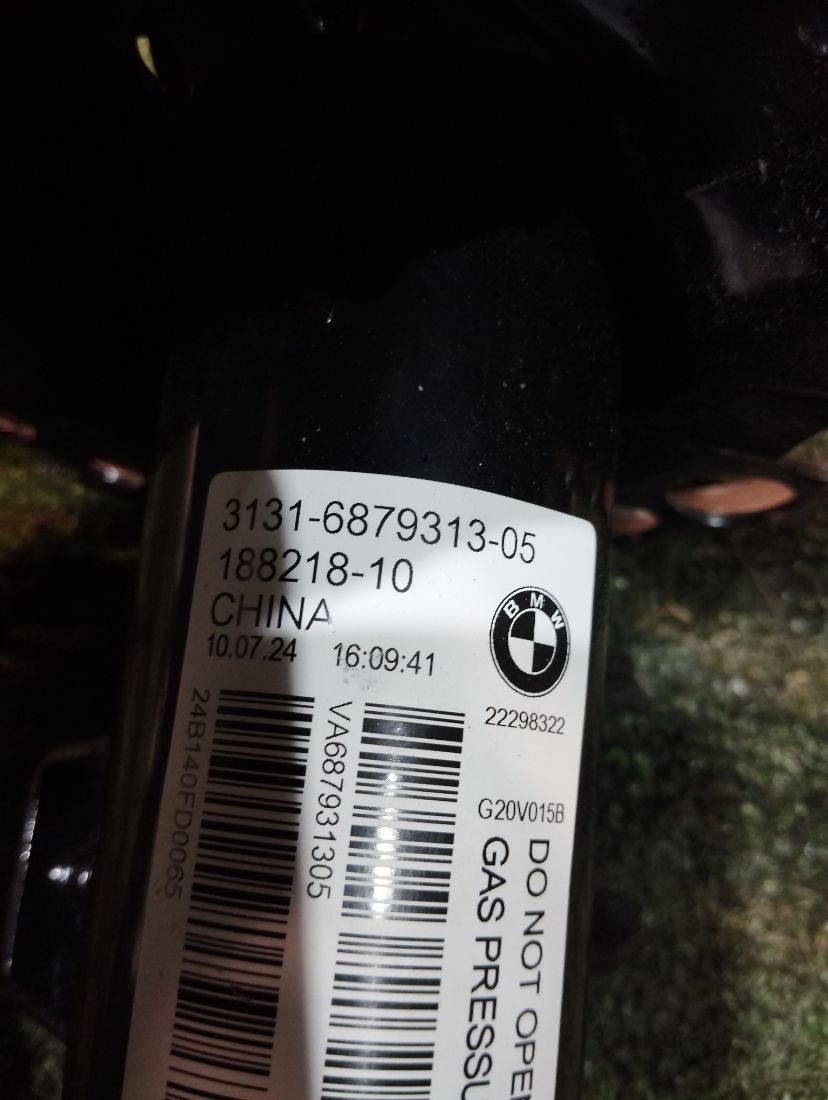 3131-6879313-05
188218-10
CHINA
10.07.24 16:09:41
BMW
22298322
24B140FD0065
VA687931305
G20V015B
DO NOT OPEN
GAS PRESSU